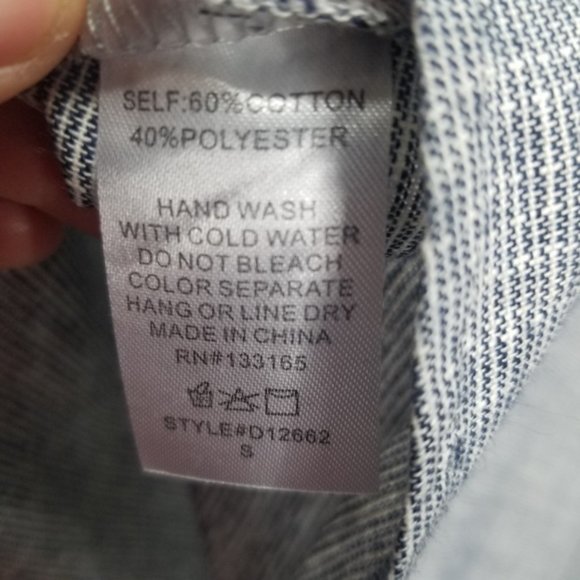 SELF:60%COTTON
40%POLYESTER
HAND WASH
WITH COLD WATER
DO NOT BLEACH
COLOR SEPARATE
HANG OR LINE DRY
MADE IN CHINA
RN#133165
STYLE#D12662
S